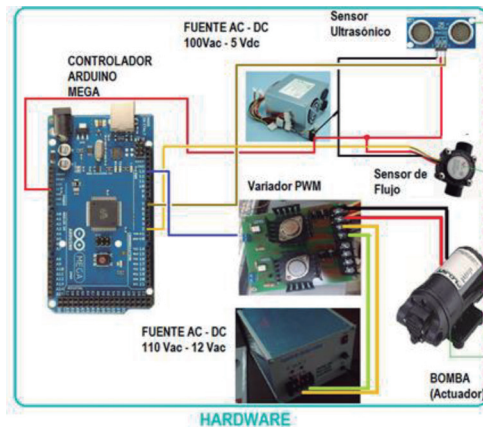 FUENTE AC - DC
100Vac - 5 Vdc
Sensor
Ultrasónico
CONTROLADOR
ARDUINO
MEGA
Sensor de
Flujo
Variador PWM
MEGA
FUENTE AC - DC
110 Vac - 12 Vac
BOMBA
(Actuador)
HARDWARE